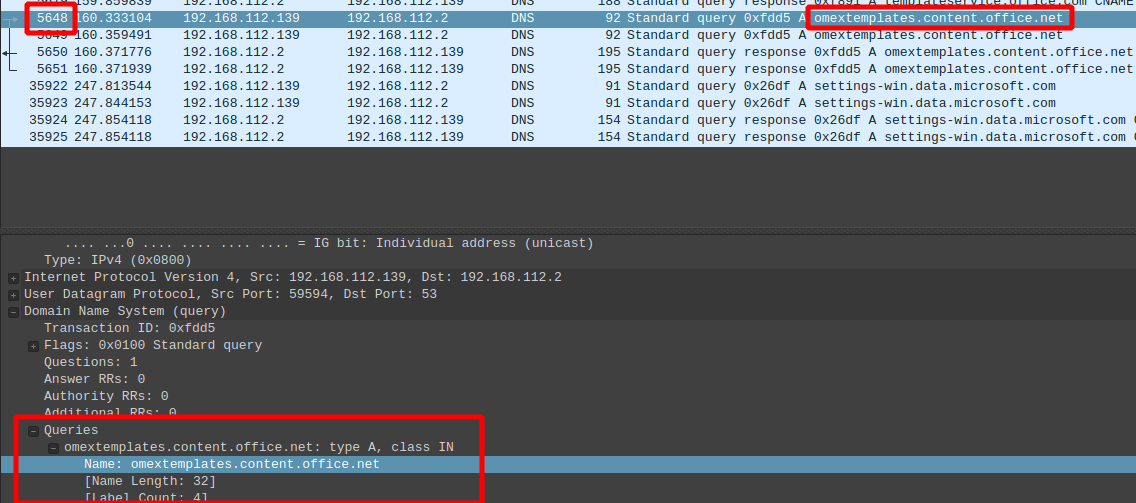 159.859839 192.168.112.2 192.168.112.139 DNS 188 Standard query response 0xf891 A templateservice.office.com CNAME
5648 160.333104 192.168.112.139 192.168.112.2 DNS 92 Standard query 0xfdd5 A omextemplates.content.office.net
5649 160.359491 192.168.112.139 192.168.112.2 DNS 92 Standard query 0xfdd5 A omextemplates.content.office.net
5650 160.371776 192.168.112.2 192.168.112.139 DNS 195 Standard query response 0xfdd5 A omextemplates.content.office.net
5651 160.371939 192.168.112.2 192.168.112.139 DNS 195 Standard query response 0xfdd5 A omextemplates.content.office.net
35922 247.813544 192.168.112.139 192.168.112.2 DNS 91 Standard query 0x26df A settings-win.data.microsoft.com
35923 247.844153 192.168.112.139 192.168.112.2 DNS 91 Standard query 0x26df A settings-win.data.microsoft.com
35924 247.854118 192.168.112.2 192.168.112.139 DNS 154 Standard query response 0x26df A settings-win.data.microsoft.com C
35925 247.854118 192.168.112.2 192.168.112.139 DNS 154 Standard query response 0x26df A settings-win.data.microsoft.com C
.... ...0 .... .... .... .... = IG bit: Individual address (unicast)
Type: IPv4 (0x0800)
Internet Protocol Version 4, Src: 192.168.112.139, Dst: 192.168.112.2
User Datagram Protocol, Src Port: 59594, Dst Port: 53
Domain Name System (query)
Transaction ID: 0xfdd5
Flags: 0x0100 Standard query
Questions: 1
Answer RRs: 0
Authority RRs: 0
Additional RRs: 0
Queries
omextemplates.content.office.net: type A, class IN
Name: omextemplates.content.office.net
[Name Length: 32]
[Label Count: 4]